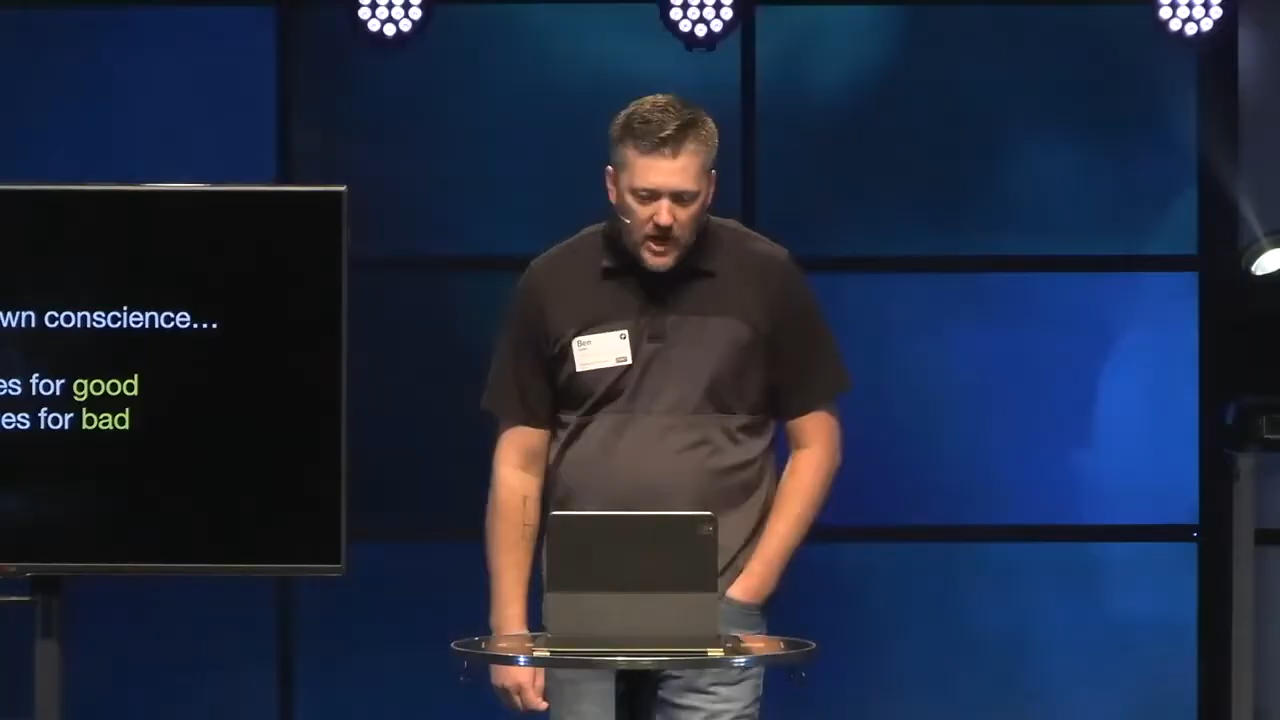 wn conscience…
es for good
es for bad
Ben